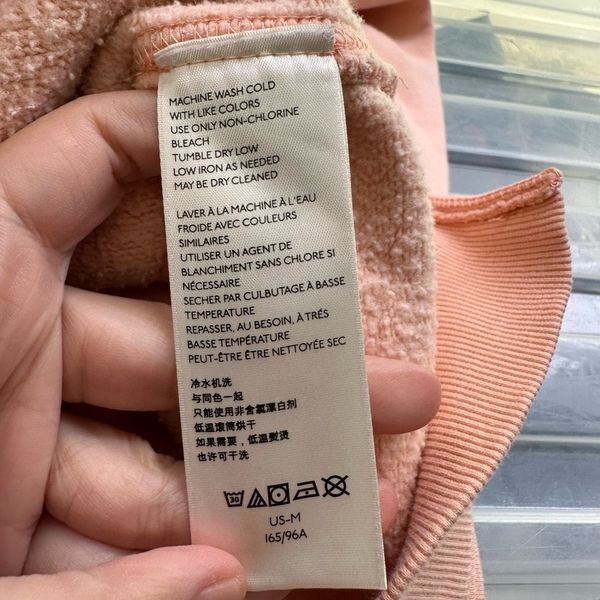 MACHINE WASH COLD
WITH LIKE COLORS
USE ONLY NON-CHLORINE
BLEACH
TUMBLE DRY LOW
LOW IRON AS NEEDED
MAY BE DRY CLEANED
LAVER À LA MACHINE À L'EAU
FROIDE AVEC COULEURS
SIMILAIRES
UTILISER UN AGENT DE
BLANCHIMENT SANS CHLORE SI
NÉCESSAIRE
SECHER PAR CULBUTAGE À BASSE
TEMPERATURE
REPASSER, AU BESOIN, À TRÉS
BASSE TEMPÉRATURE
PEUT-ÊTRE ÊTRE NETTOYÉE SEC
冷水机洗
与同色一起
只能使用非含氯漂白剂
低温滚筒烘干
如果需要，低温熨烫
也许可干洗
30
US-M
165/96A